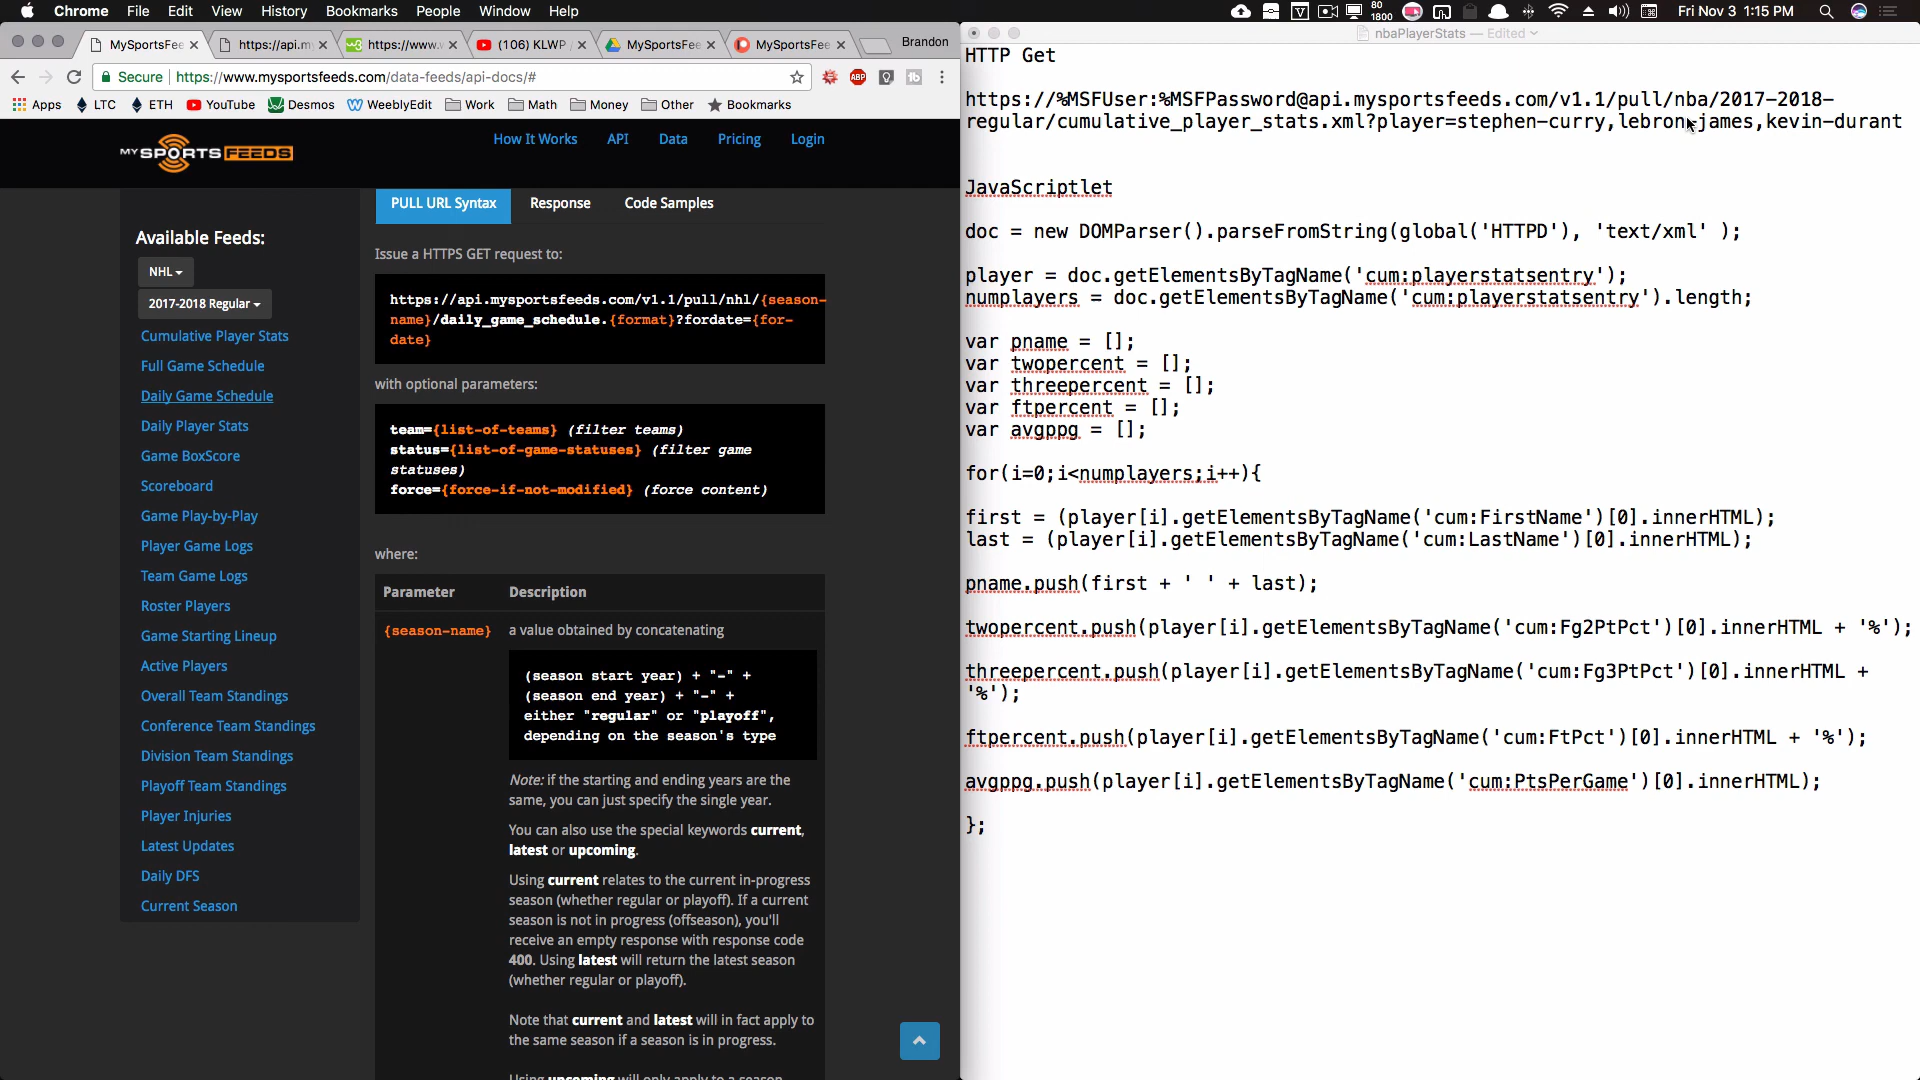 Chrome File Edit View History Bookmarks People Window Help
80
1800
Fri Nov 3 1:15 PM
MySportsFee
https://api.m
https://www.
(106) KLWP
MySportsFee
MySportsFee
Brandon
Secure https://www.mysportsfeeds.com/data-feeds/api-docs/#
ABP
Apps LTC ETH YouTube Desmos WeeblyEdit Work Math Money Other Bookmarks
MY SPORTS FEEDS
How It Works API Data Pricing Login
Available Feeds:
NHL
2017-2018 Regular
Cumulative Player Stats
Full Game Schedule
Daily Game Schedule
Daily Player Stats
Game BoxScore
Scoreboard
Game Play-by-Play
Player Game Logs
Team Game Logs
Roster Players
Game Starting Lineup
Active Players
Overall Team Standings
Conference Team Standings
Division Team Standings
Playoff Team Standings
Player Injuries
Latest Updates
Daily DFS
Current Season
PULL URL Syntax Response Code Samples
Issue a HTTPS GET request to:
https://api.mysportsfeeds.com/v1.1/pull/nhl/{season-
name}/daily_game_schedule.{format}?fordate={for-
date}
with optional parameters:
team={list-of-teams} (filter teams)
status={list-of-game-statuses} (filter game
statuses)
force={force-if-not-modified} (force content)
where:
Parameter Description
{season-name} a value obtained by concatenating
(season start year) + "-" +
(season end year) + "-" +
either "regular" or "playoff",
depending on the season's type
Note: if the starting and ending years are the
same, you can just specify the single year.
You can also use the special keywords current,
latest or upcoming.
Using current relates to the current in-progress
season (whether regular or playoff). If a current
season is not in progress (offseason), you'll
receive an empty response with response code
400. Using latest will return the latest season
(whether regular or playoff).
Note that current and latest will in fact apply to
the same season if a season is in progress.
Using upcoming will only apply to a season
nbaPlayerStats — Edited
HTTP Get
https://%MSFUser:%MSFPassword@api.mysportsfeeds.com/v1.1/pull/nba/2017-2018-
regular/cumulative_player_stats.xml?player=stephen-curry,lebron-james,kevin-durant
JavaScriptlet
doc = new DOMParser().parseFromString(global('HTTPD'), 'text/xml' );
player = doc.getElementsByTagName('cum:playerstatsentry');
numplayers = doc.getElementsByTagName('cum:playerstatsentry').length;
var pname = [];
var twopercent = [];
var threepercent = [];
var ftpercent = [];
var avgppg = [];
for(i=0;i<numplayers;i++){
first = (player[i].getElementsByTagName('cum:FirstName')[0].innerHTML);
last = (player[i].getElementsByTagName('cum:LastName')[0].innerHTML);
pname.push(first + ' ' + last);
twopercent.push(player[i].getElementsByTagName('cum:Fg2PtPct')[0].innerHTML + '%');
threepercent.push(player[i].getElementsByTagName('cum:Fg3PtPct')[0].innerHTML +
'%');
ftpercent.push(player[i].getElementsByTagName('cum:FtPct')[0].innerHTML + '%');
avgppg.push(player[i].getElementsByTagName('cum:PtsPerGame')[0].innerHTML);
};